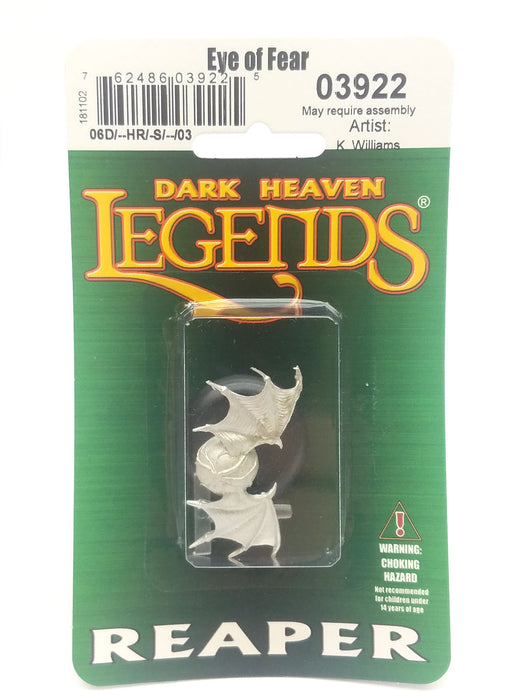 Eye of Fear
7 62486 03922 5
181102
06D/--HR/-S/--/03
03922
May require assembly
Artist:
K. Williams
DARK HEAVEN
LEGENDS®
WARNING:
CHOKING
HAZARD
Not recommended
for children under
14 years of age
REAPER